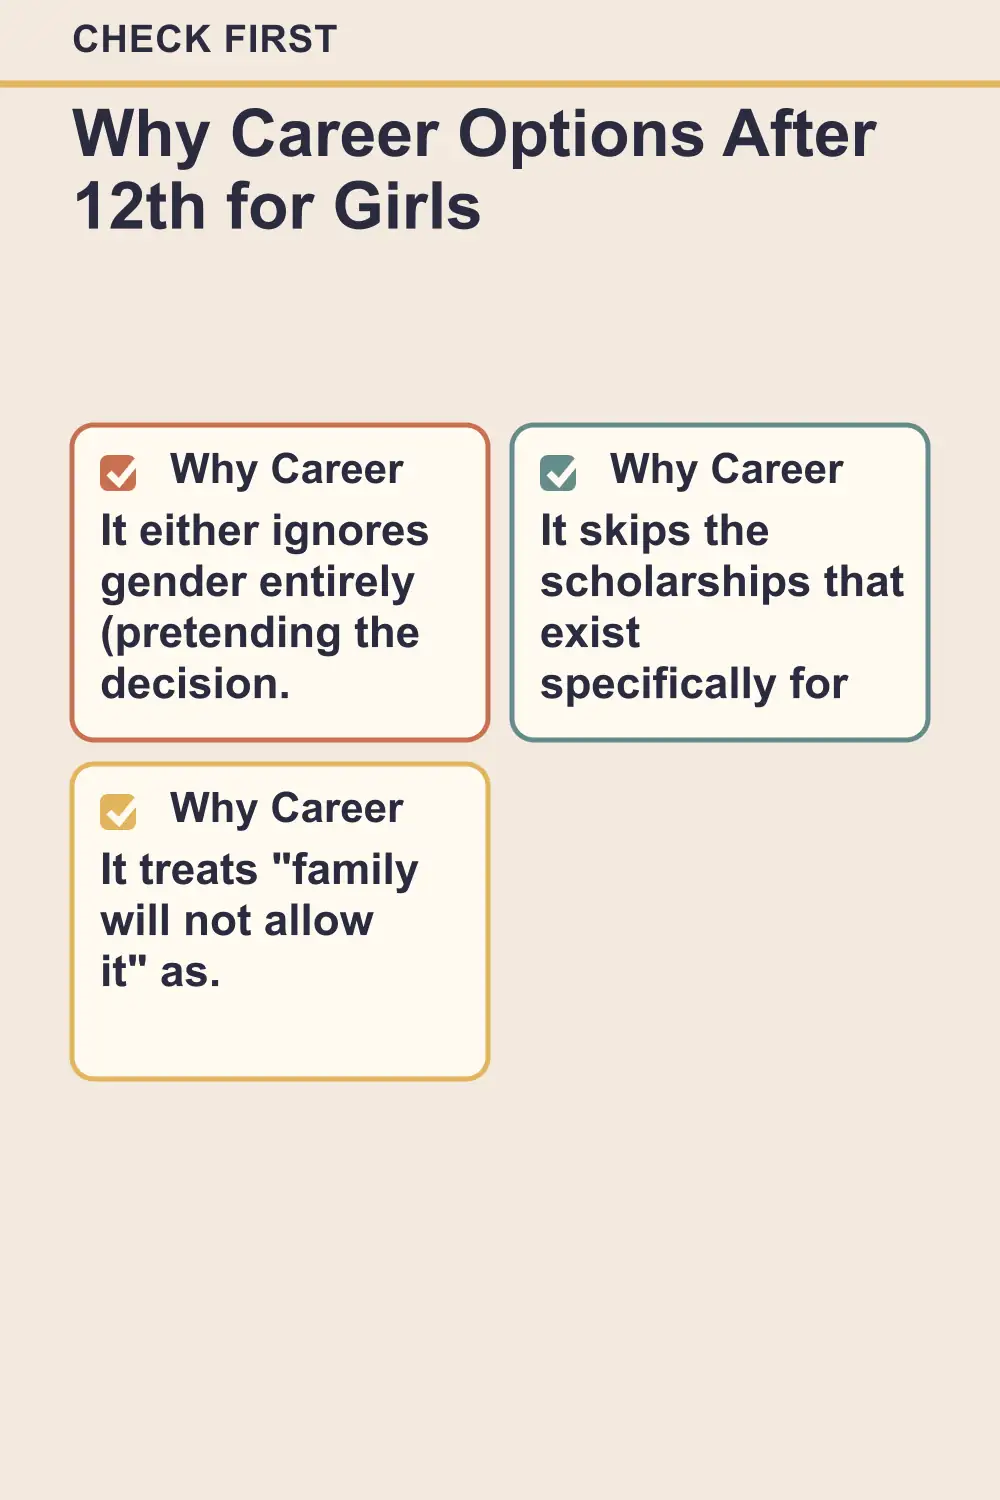 CHECK FIRST
Why Career Options After
12th for Girls
Why Career
It either ignores
gender entirely
(pretending the
decision.
Why Career
It skips the
scholarships that
exist
specifically for
Why Career
It treats "family
will not allow
it" as.